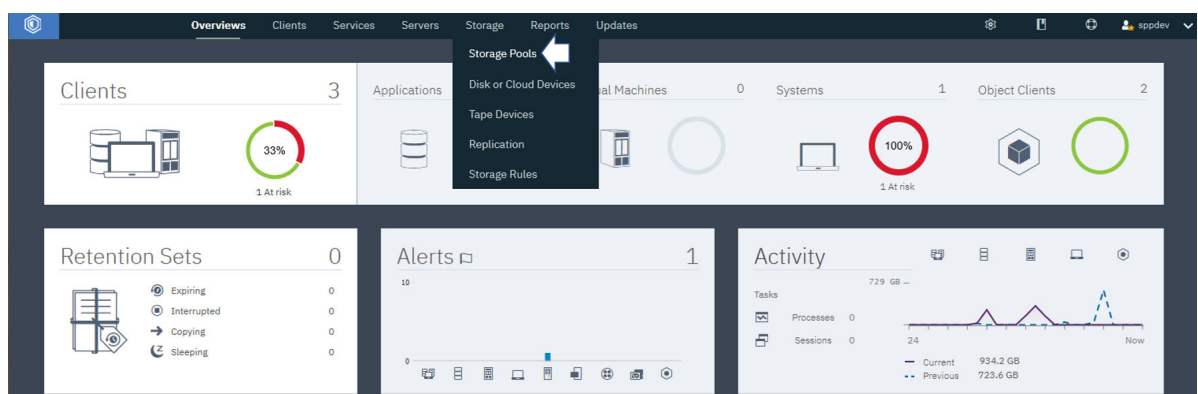 Overviews Clients Services Servers Storage Reports Updates sppdev
Storage Pools
Disk or Cloud Devices
Tape Devices
Replication
Storage Rules
Clients 3
33%
1 At risk
Applications
ual Machines 0
Systems 1
100%
1 At risk
Object Clients 2
Retention Sets 0
Expiring 0
Interrupted 0
Copying 0
Sleeping 0
Alerts 1
10
0
Activity
729 GB
Tasks
Processes 0
Sessions 0
24 Now
Current 934.2 GB
Previous 723.6 GB